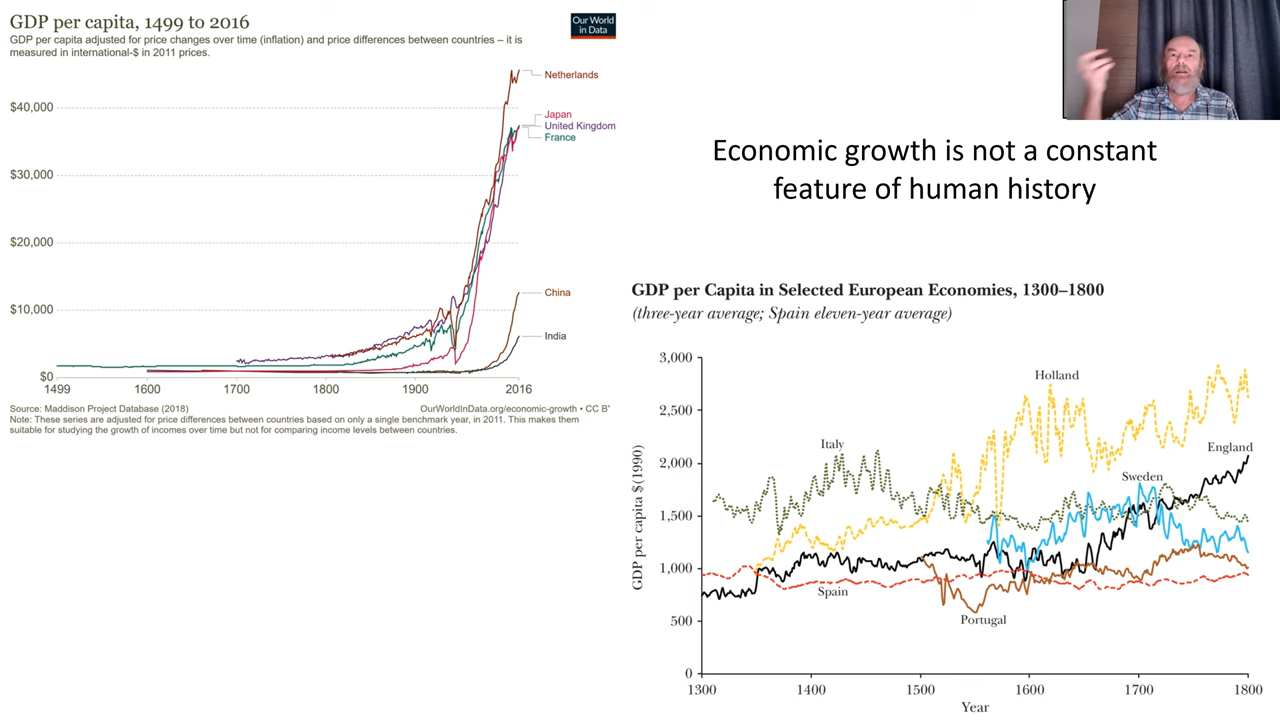 GDP per capita, 1499 to 2016
GDP per capita adjusted for price changes over time (inflation) and price differences between countries – it is
measured in international-$ in 2011 prices.
Our World
in Data
Netherlands
$40,000
Japan
United Kingdom
France
$30,000
$20,000
China
$10,000
India
$0
1499
1600
1700
1800
1900
2016
Source: Maddison Project Database (2018)
OurWorldInData.org/economic-growth • CC B
Note: These series are adjusted for price differences between countries based on only a single benchmark year, in 2011. This makes them
suitable for studying the growth of incomes over time but not for comparing income levels between countries.
Economic growth is not a constant
feature of human history
GDP per Capita in Selected European Economies, 1300–1800
(three-year average; Spain eleven-year average)
GDP per capita $(1990)
3,000
2,500
2,000
1,500
1,000
500
0
Holland
Italy
England
Sweden
Spain
Portugal
1300
1400
1500
1600
1700
1800
Year